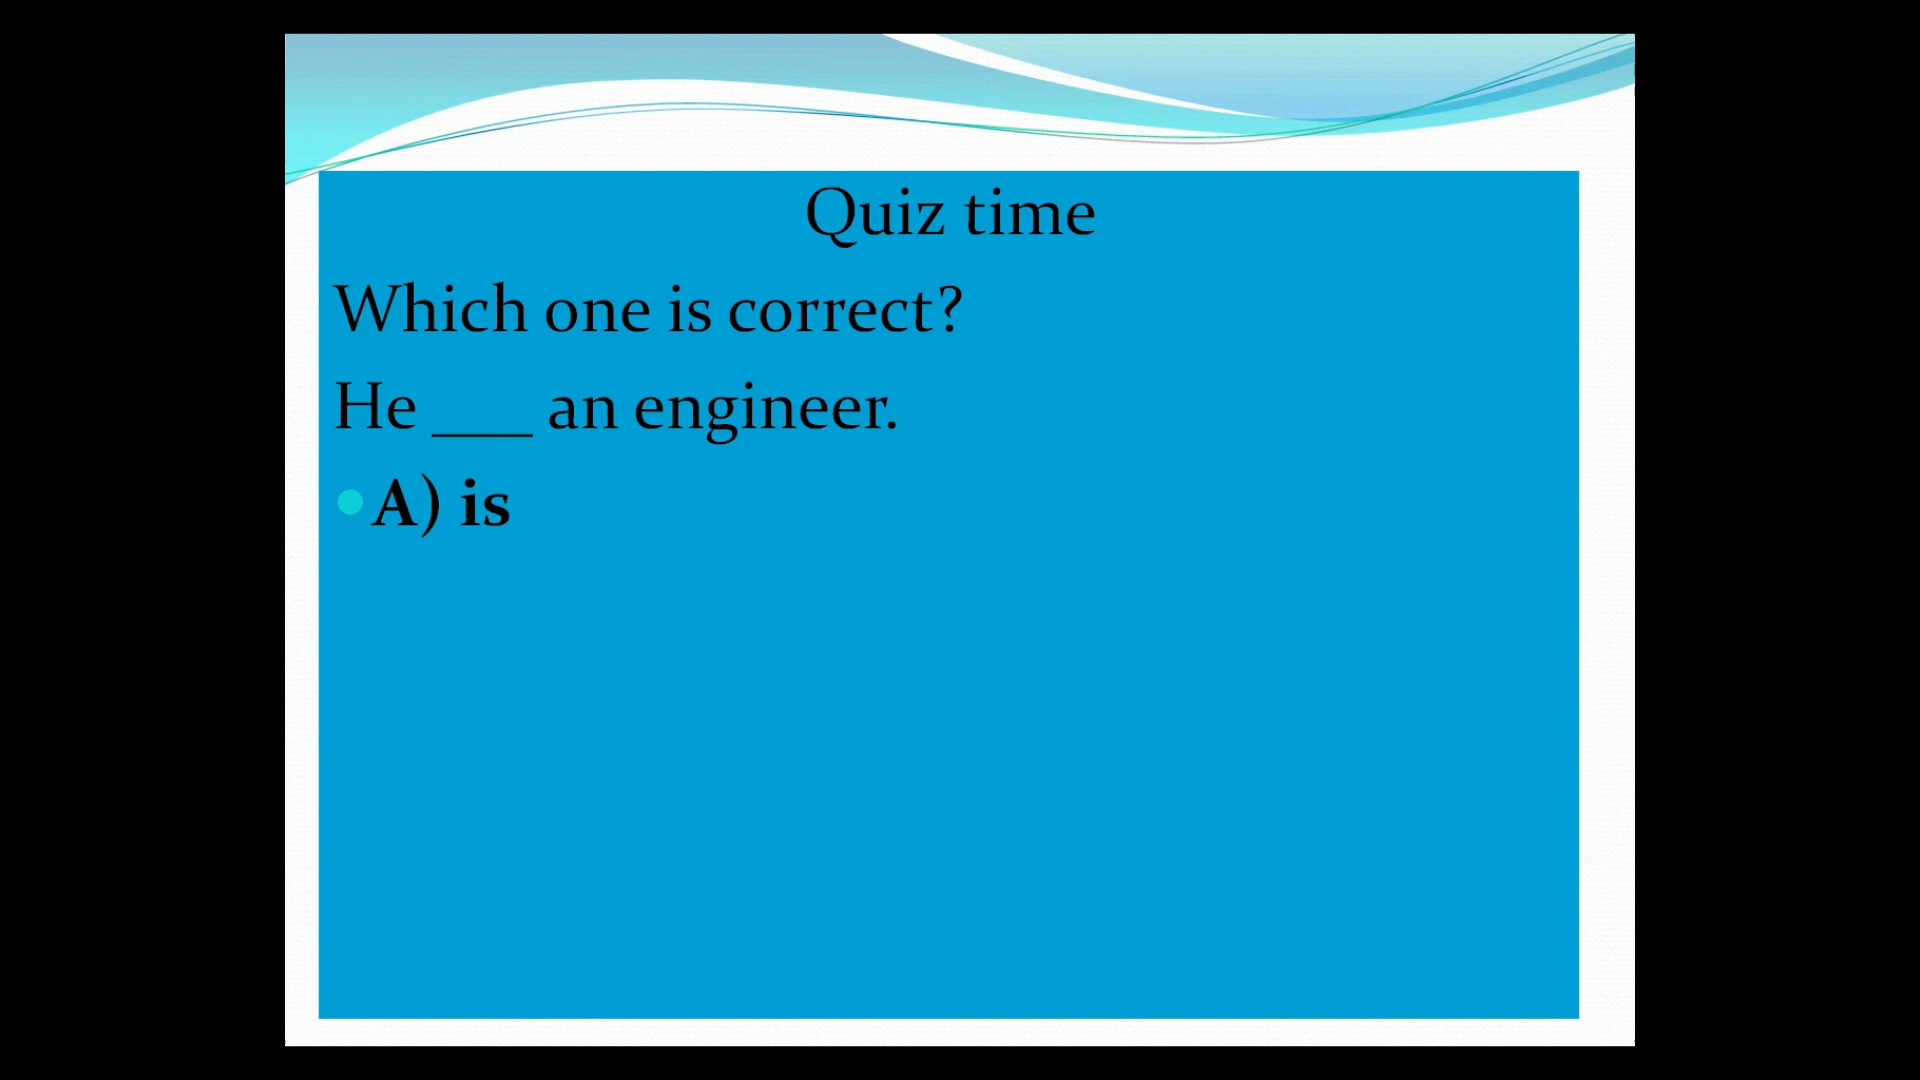 Quiz time
Which one is correct?
He ___ an engineer.
A) is